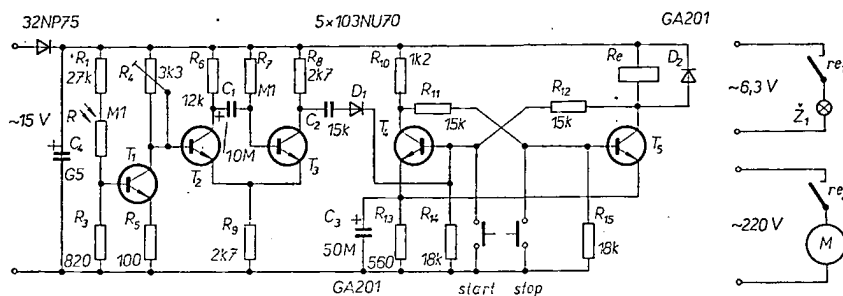 32NP75
5×103NU70
GA201
R1
27k
R4
3k3
R6
12k
R7
M1
R8
2k7
R10
1k2
Re
D2
re1
~6,3 V
Ž1
~15 V
R
M1
C4
G5
C1
10M
C2
15k
D1
R11
15k
R12
15k
T1
T2
T3
T4
T5
R3
820
R5
100
R9
2k7
C3
50M
R13
560
R14
18k
R15
18k
re2
~220 V
M
GA201
start
stop